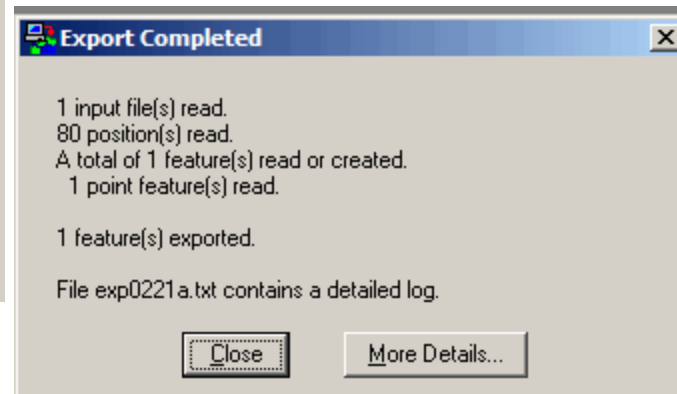 Export Completed
1 input file(s) read.
80 position(s) read.
A total of 1 feature(s) read or created.
1 point feature(s) read.
1 feature(s) exported.
File exp0221a.txt contains a detailed log.
Close
More Details...